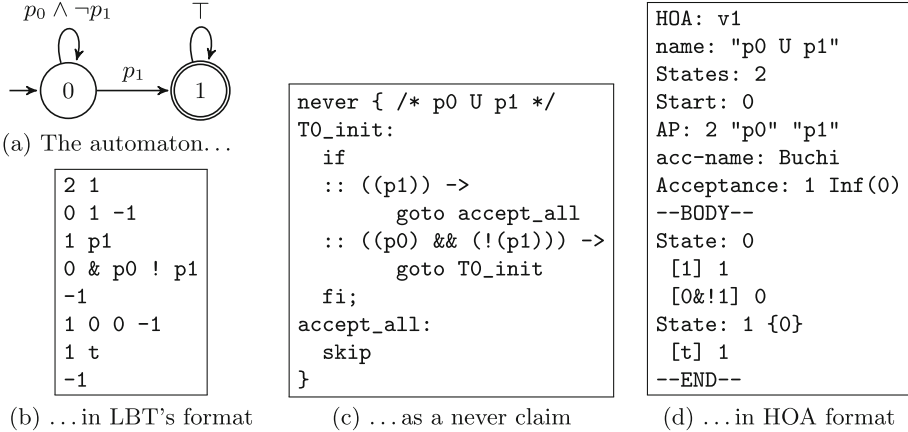 p₀ ∧ ¬p₁
⊤
0
p₁
1
(a) The automaton...
2 1
0 1 -1
1 p1
0 & p0 ! p1
-1
1 0 0 -1
1 t
-1
(b) ...in LBT's format
never { /* p0 U p1 */
T0_init:
  if
  :: ((p1)) ->
        goto accept_all
  :: ((p0) && (!(p1))) ->
        goto T0_init
  fi;
accept_all:
  skip
}
(c) ...as a never claim
HOA: v1
name: "p0 U p1"
States: 2
Start: 0
AP: 2 "p0" "p1"
acc-name: Buchi
Acceptance: 1 Inf(0)
--BODY--
State: 0
 [1] 1
 [0&!1] 0
State: 1 {0}
 [t] 1
--END--
(d) ...in HOA format